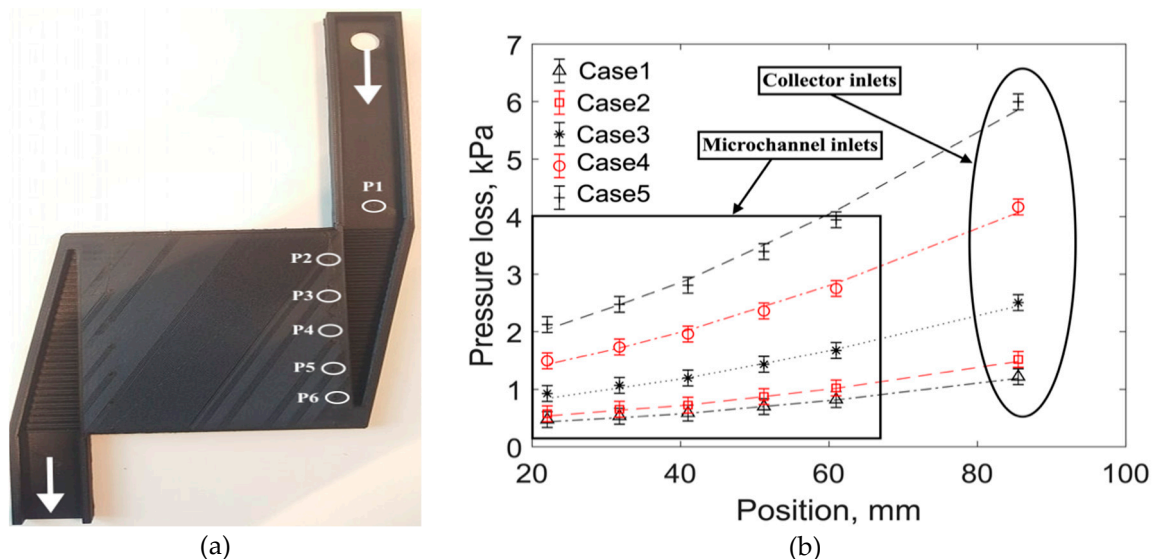 P1
P2
P3
P4
P5
P6
(a)
7
6
5
4
3
2
1
0
Pressure loss, kPa
Case1
Case2
Case3
Case4
Case5
Collector inlets
Microchannel inlets
20
40
60
80
100
Position, mm
(b)